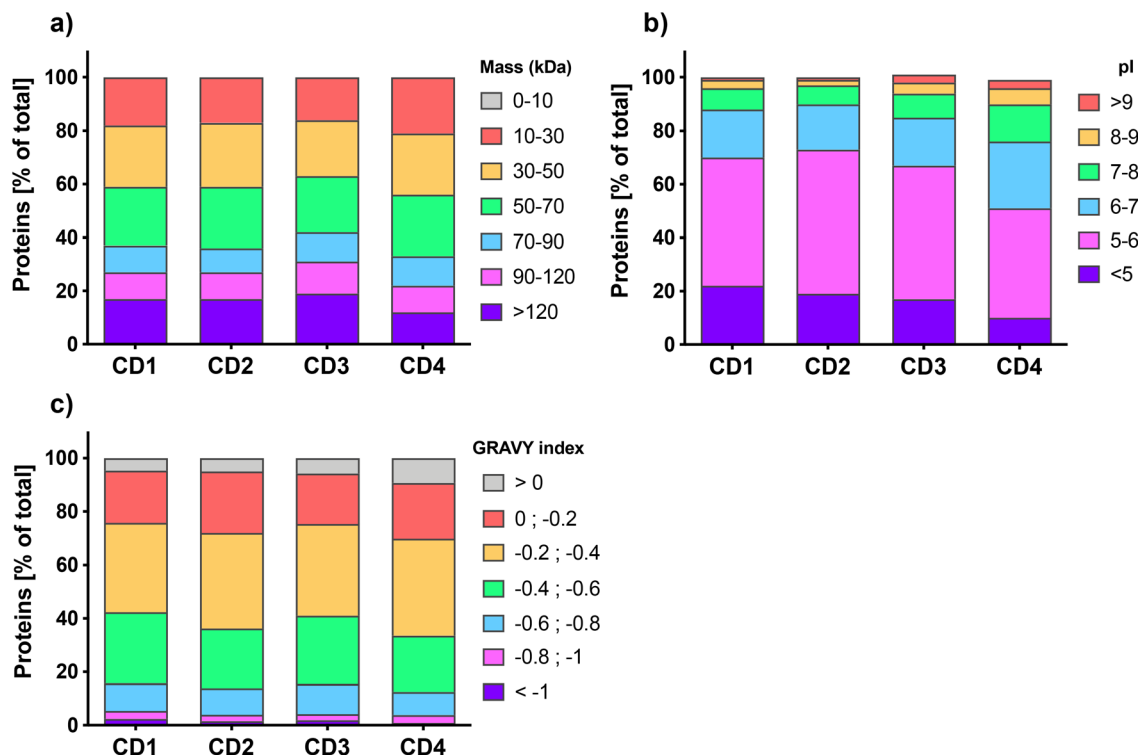 a)
Proteins [% of total]
100
80
60
40
20
0
CD1 CD2 CD3 CD4
Mass (kDa)
0-10
10-30
30-50
50-70
70-90
90-120
>120
b)
Proteins [% of total]
100
80
60
40
20
0
CD1 CD2 CD3 CD4
pI
>9
8-9
7-8
6-7
5-6
<5
c)
Proteins [% of total]
100
80
60
40
20
0
CD1 CD2 CD3 CD4
GRAVY index
> 0
0 ; -0.2
-0.2 ; -0.4
-0.4 ; -0.6
-0.6 ; -0.8
-0.8 ; -1
< -1